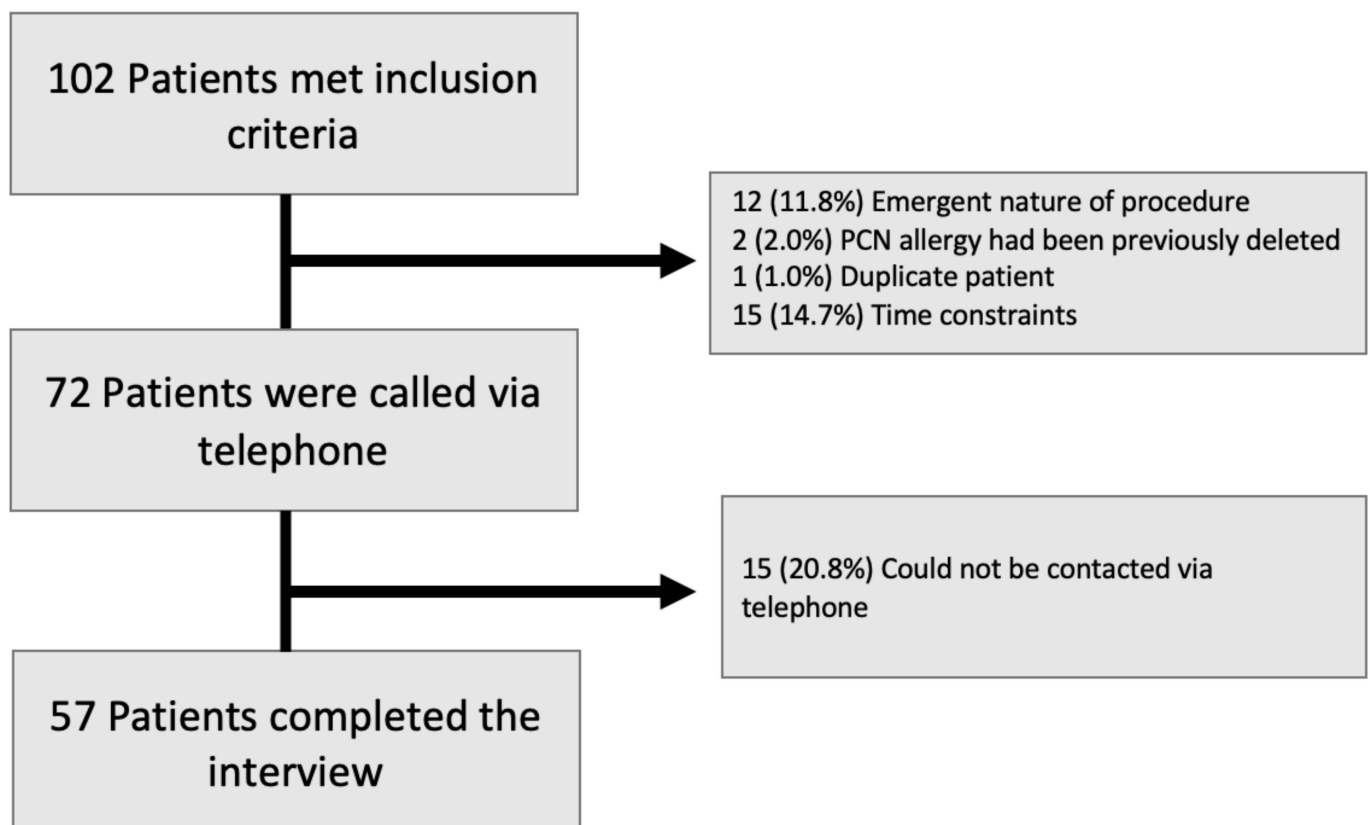 102 Patients met inclusion
criteria
12 (11.8%) Emergent nature of procedure
2 (2.0%) PCN allergy had been previously deleted
1 (1.0%) Duplicate patient
15 (14.7%) Time constraints
72 Patients were called via
telephone
15 (20.8%) Could not be contacted via
telephone
57 Patients completed the
interview